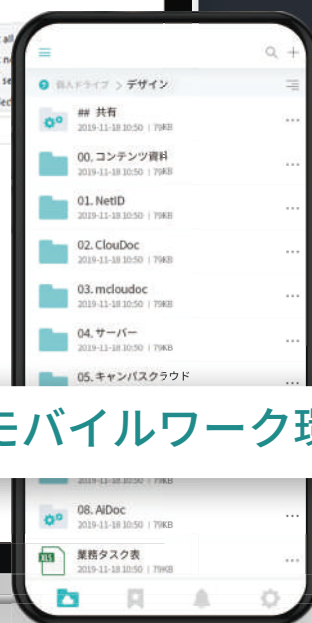 個人ドライブ > デザイン
## 共有
2019-11-18 10:50 | 79KB
00. コンテンツ資料
2019-11-18 10:50 | 79KB
01. NetID
2019-11-18 10:50 | 79KB
02. ClouDoc
2019-11-18 10:50 | 79KB
03. mcloudoc
2019-11-18 10:50 | 79KB
04. サーバー
2019-11-18 10:50 | 79KB
05. キャンバスクラウド
モバイルワーク環
2019-11-18 10:50 | 79KB
08. AiDoc
2019-11-18 10:50 | 79KB
XLS
業務タスク表
2019-11-18 10:50 | 79KB